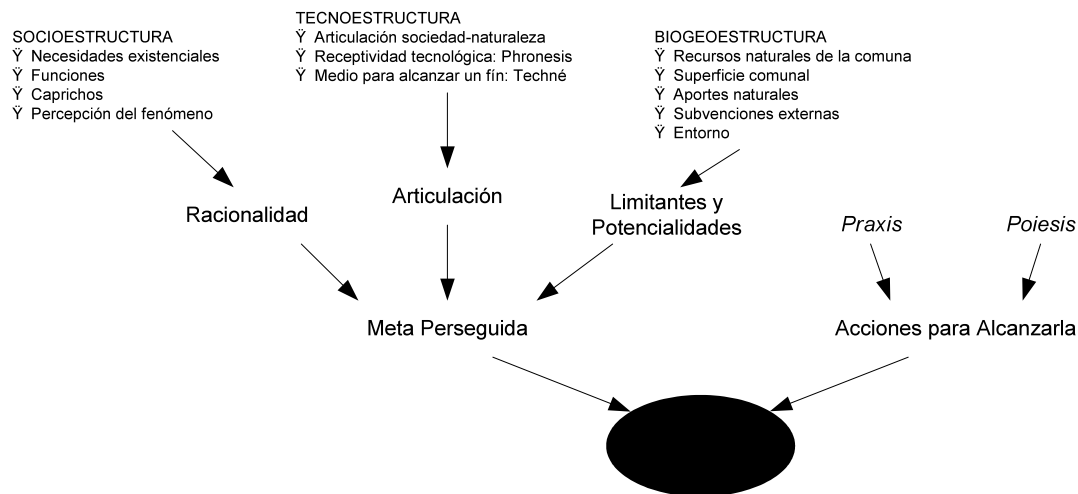 SOCIOESTRUCTURA
Ÿ Necesidades existenciales
Ÿ Funciones
Ÿ Caprichos
Ÿ Percepción del fenómeno
TECNOESTRUCTURA
Ÿ Articulación sociedad-naturaleza
Ÿ Receptividad tecnológica: Phronesis
Ÿ Medio para alcanzar un fín: Techné
BIOGEOESTRUCTURA
Ÿ Recursos naturales de la comuna
Ÿ Superficie comunal
Ÿ Aportes naturales
Ÿ Subvenciones externas
Ÿ Entorno
Racionalidad
Articulación
Limitantes y
Potencialidades
Praxis
Poiesis
Meta Perseguida
Acciones para Alcanzarla